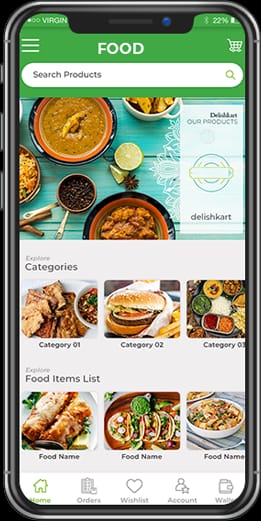 VIRGIN 22%
FOOD
Search Products
Delishkart
OUR PRODUCTS
delishkart
Explore
Categories
Category 01 Category 02 Category 03
Explore
Food Items List
Food Name Food Name Food Name
Home Orders Wishlist Account Walle